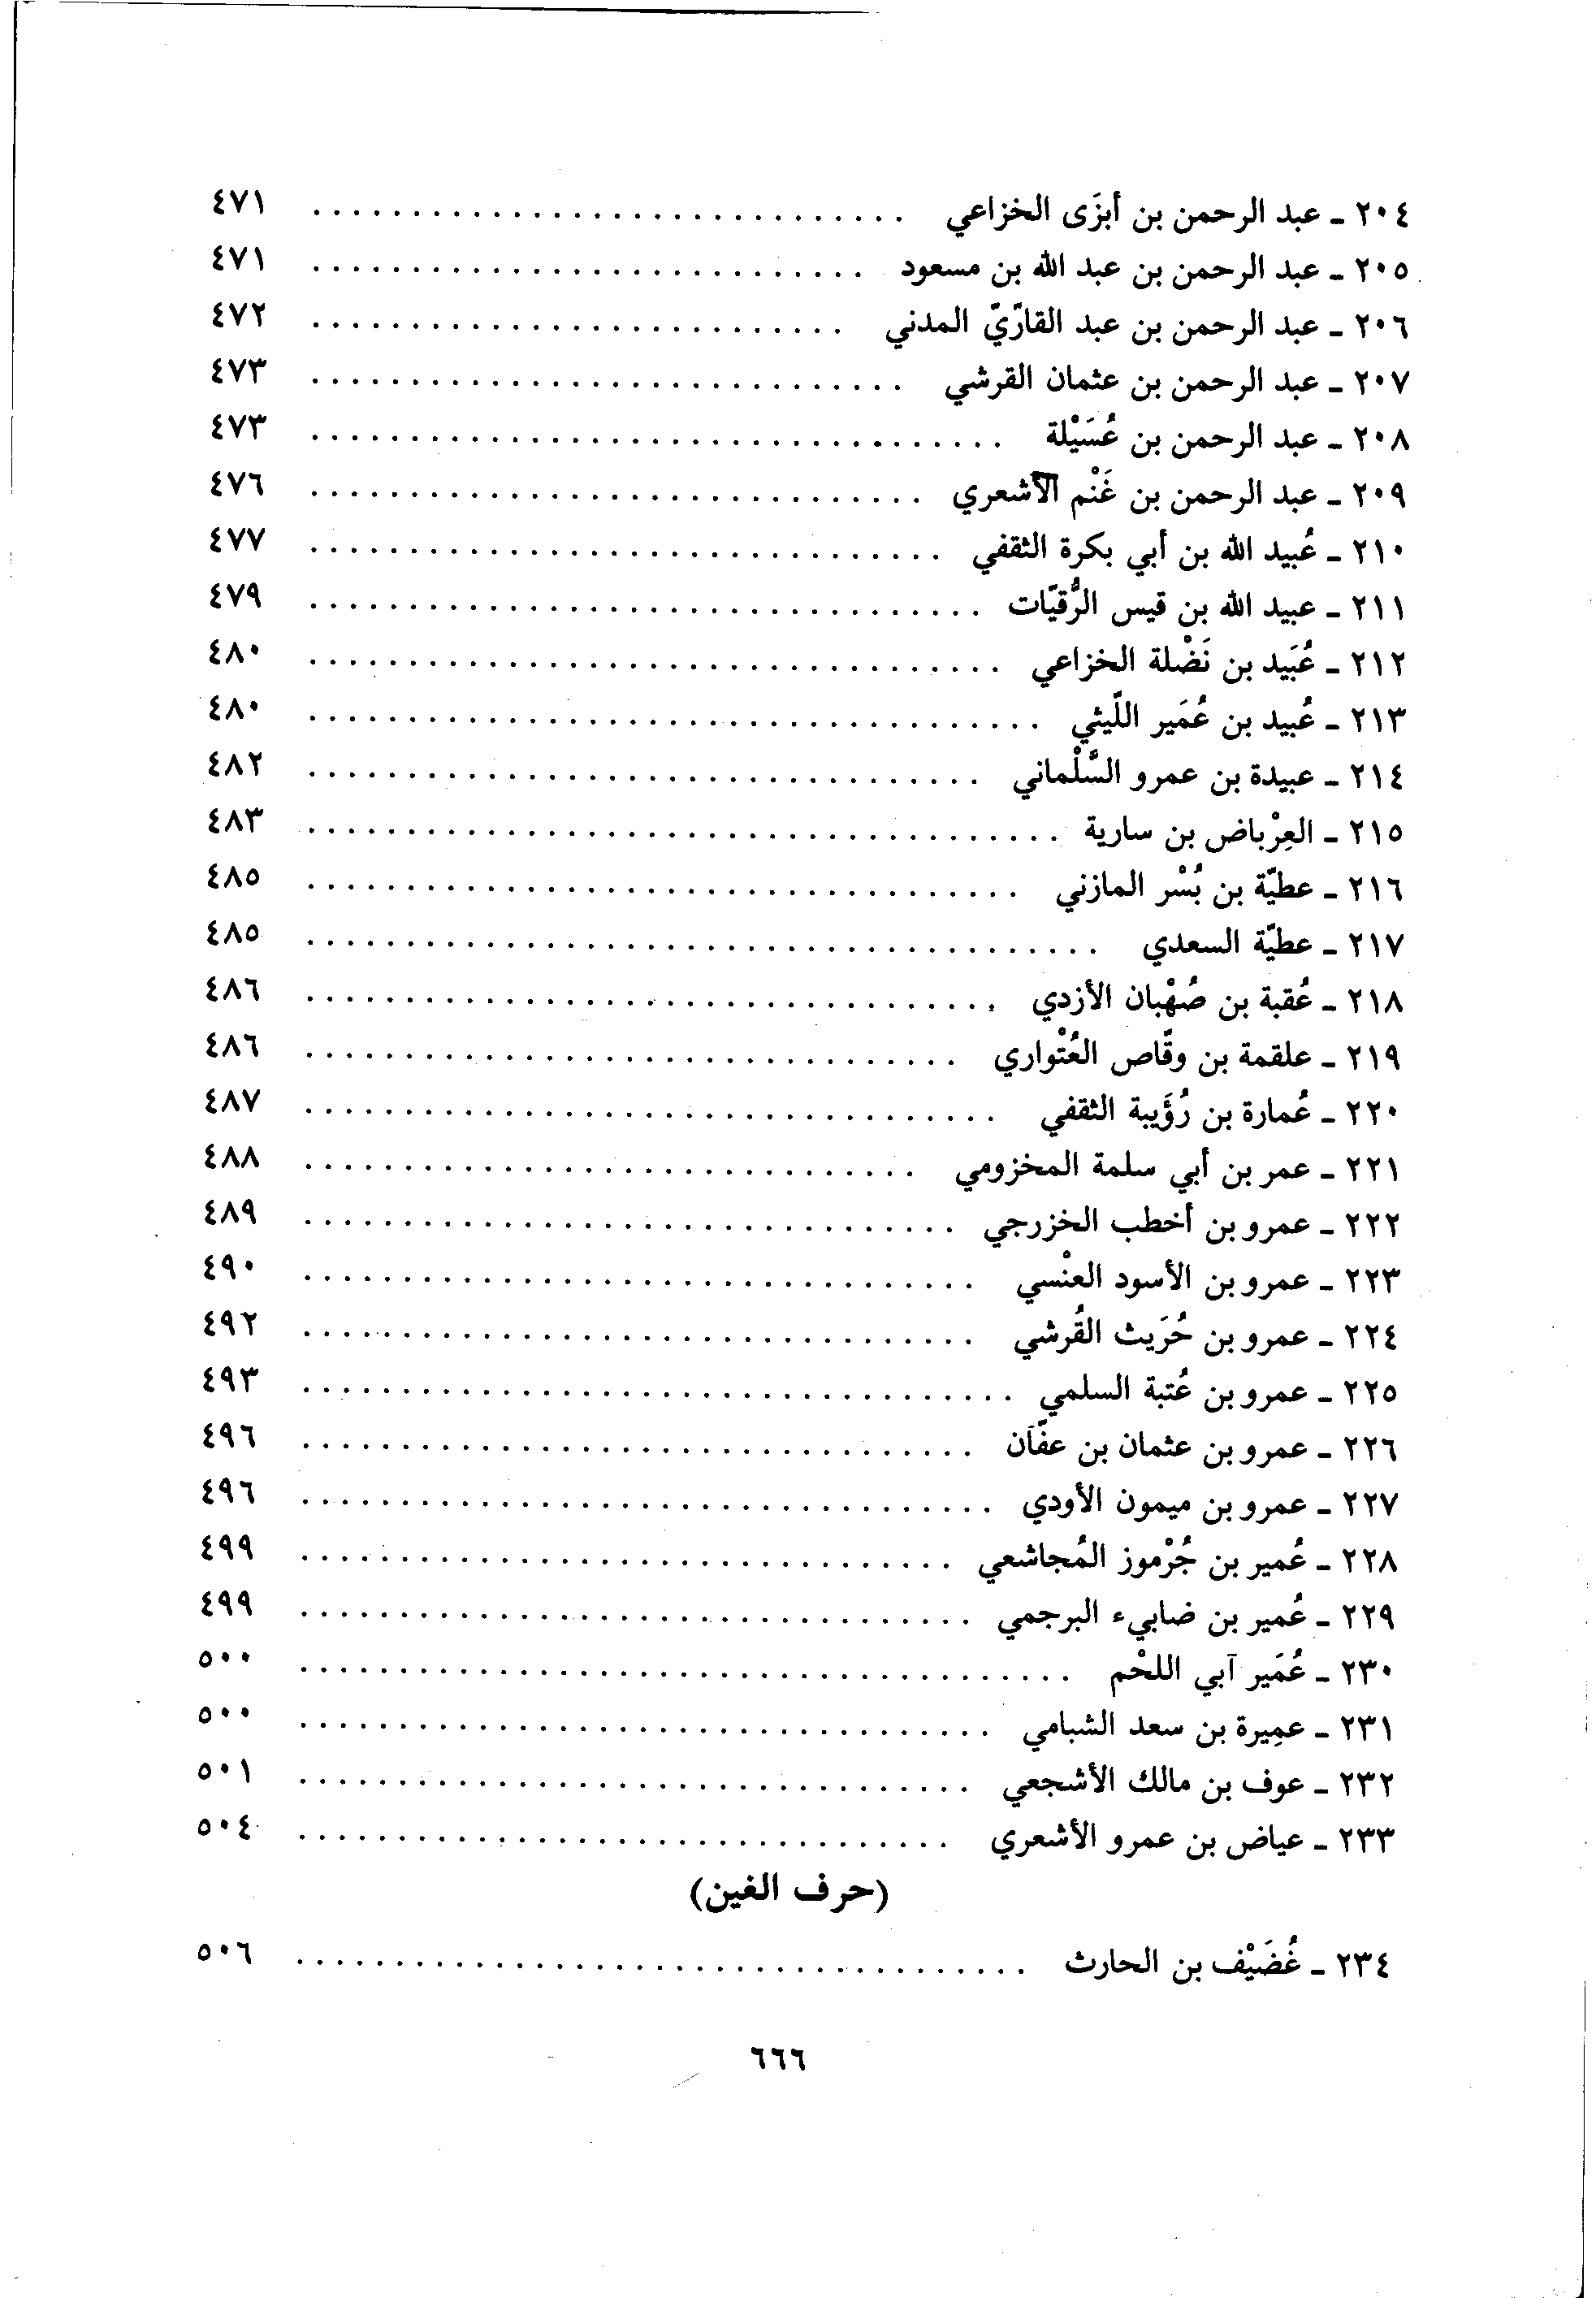 ٢٠٤ ـ عبد الرحمن بن أبزَى الخزاعي ٤٧١
٢٠٥ ـ عبد الرحمن بن عبد الله بن مسعود ٤٧١
٢٠٦ ـ عبد الرحمن بن عبد القارّيّ المدني ٤٧٢
٢٠٧ ـ عبد الرحمن بن عثمان القرشي ٤٧٣
٢٠٨ ـ عبد الرحمن بن عُسَيْلة ٤٧٣
٢٠٩ ـ عبد الرحمن بن غَنْم الأشعري ٤٧٦
٢١٠ ـ عُبيد الله بن أبي بكرة الثقفي ٤٧٧
٢١١ ـ عبيد الله بن قيس الرُّقيّات ٤٧٩
٢١٢ ـ عُبَيد بن نَضْلة الخزاعي ٤٨٠
٢١٣ ـ عُبيد بن عُمَير اللّيثي ٤٨٠
٢١٤ ـ عبيدة بن عمرو السَّلْماني ٤٨٢
٢١٥ ـ العِرْباض بن سارية ٤٨٣
٢١٦ ـ عطيّة بن بُسْر المازني ٤٨٥
٢١٧ ـ عطيّة السعدي ٤٨٥
٢١٨ ـ عُقبة بن صُهْبان الأزدي ٤٨٦
٢١٩ ـ علقمة بن وقّاص العُتْواري ٤٨٦
٢٢٠ ـ عُمارة بن رُؤَيبة الثقفي ٤٨٧
٢٢١ ـ عمر بن أبي سلمة المخزومي ٤٨٨
٢٢٢ ـ عمرو بن أخطب الخزرجي ٤٨٩
٢٢٣ ـ عمرو بن الأسود العنْسي ٤٩٠
٢٢٤ ـ عمرو بن حُرَيث القُرشي ٤٩٢
٢٢٥ ـ عمرو بن عُتبة السلمي ٤٩٣
٢٢٦ ـ عمرو بن عثمان بن عفّان ٤٩٦
٢٢٧ ـ عمرو بن ميمون الأودي ٤٩٦
٢٢٨ ـ عُمير بن جُرْموز المُجاشعي ٤٩٩
٢٢٩ ـ عُمير بن ضابيء البرجمي ٤٩٩
٢٣٠ ـ عُمَير آبي اللحْم ٥٠٠
٢٣١ ـ عمِيرة بن سعد الشبامي ٥٠٠
٢٣٢ ـ عوف بن مالك الأشجعي ٥٠١
٢٣٣ ـ عياض بن عمرو الأشعري ٥٠٤
(حرف الغين)
٢٣٤ ـ غُضَيْف بن الحارث ٥٠٦
٦٦٦